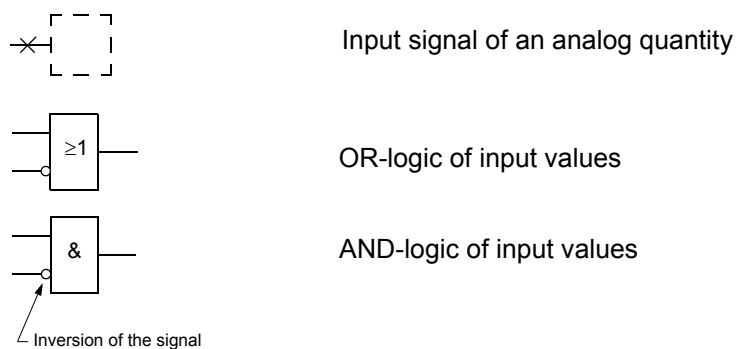 Input signal of an analog quantity
≥1
OR-logic of input values
&
AND-logic of input values
Inversion of the signal